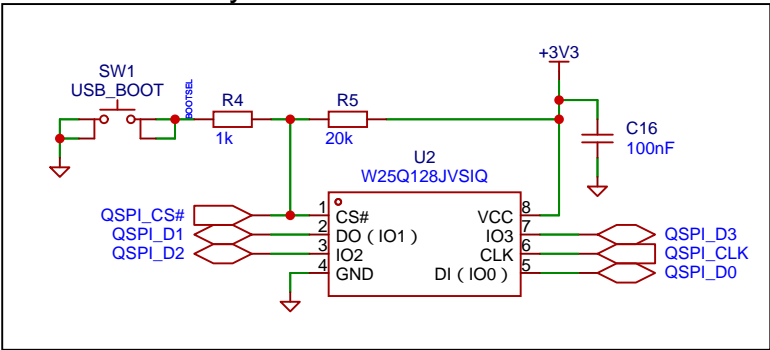 +3V3
SW1
USB_BOOT
BOOTSEL
R4
1k
R5
20k
C16
100nF
U2
W25Q128JVSIQ
QSPI_CS#
QSPI_D1
QSPI_D2
1 CS#
2 DO ( IO1 )
3 IO2
4 GND
VCC 8
IO3 7
CLK 6
DI ( IO0 ) 5
QSPI_D3
QSPI_CLK
QSPI_D0